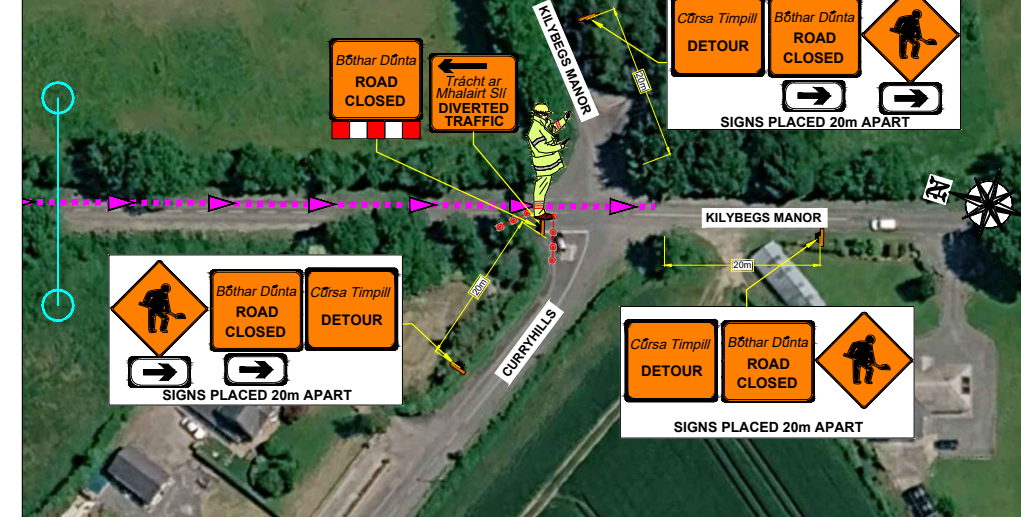 Cúrsa Timpill
DETOUR
Bóthar Dúnta
ROAD
CLOSED
SIGNS PLACED 20m APART
KILYBEGS MANOR
20m
Bóthar Dúnta
ROAD
CLOSED
Trácht ar
Mhalairt Slí
DIVERTED
TRAFFIC
N
KILYBEGS MANOR
20m
20m
CURRYHILLS
Bóthar Dúnta
ROAD
CLOSED
Cúrsa Timpill
DETOUR
SIGNS PLACED 20m APART
Cúrsa Timpill
DETOUR
Bóthar Dúnta
ROAD
CLOSED
SIGNS PLACED 20m APART